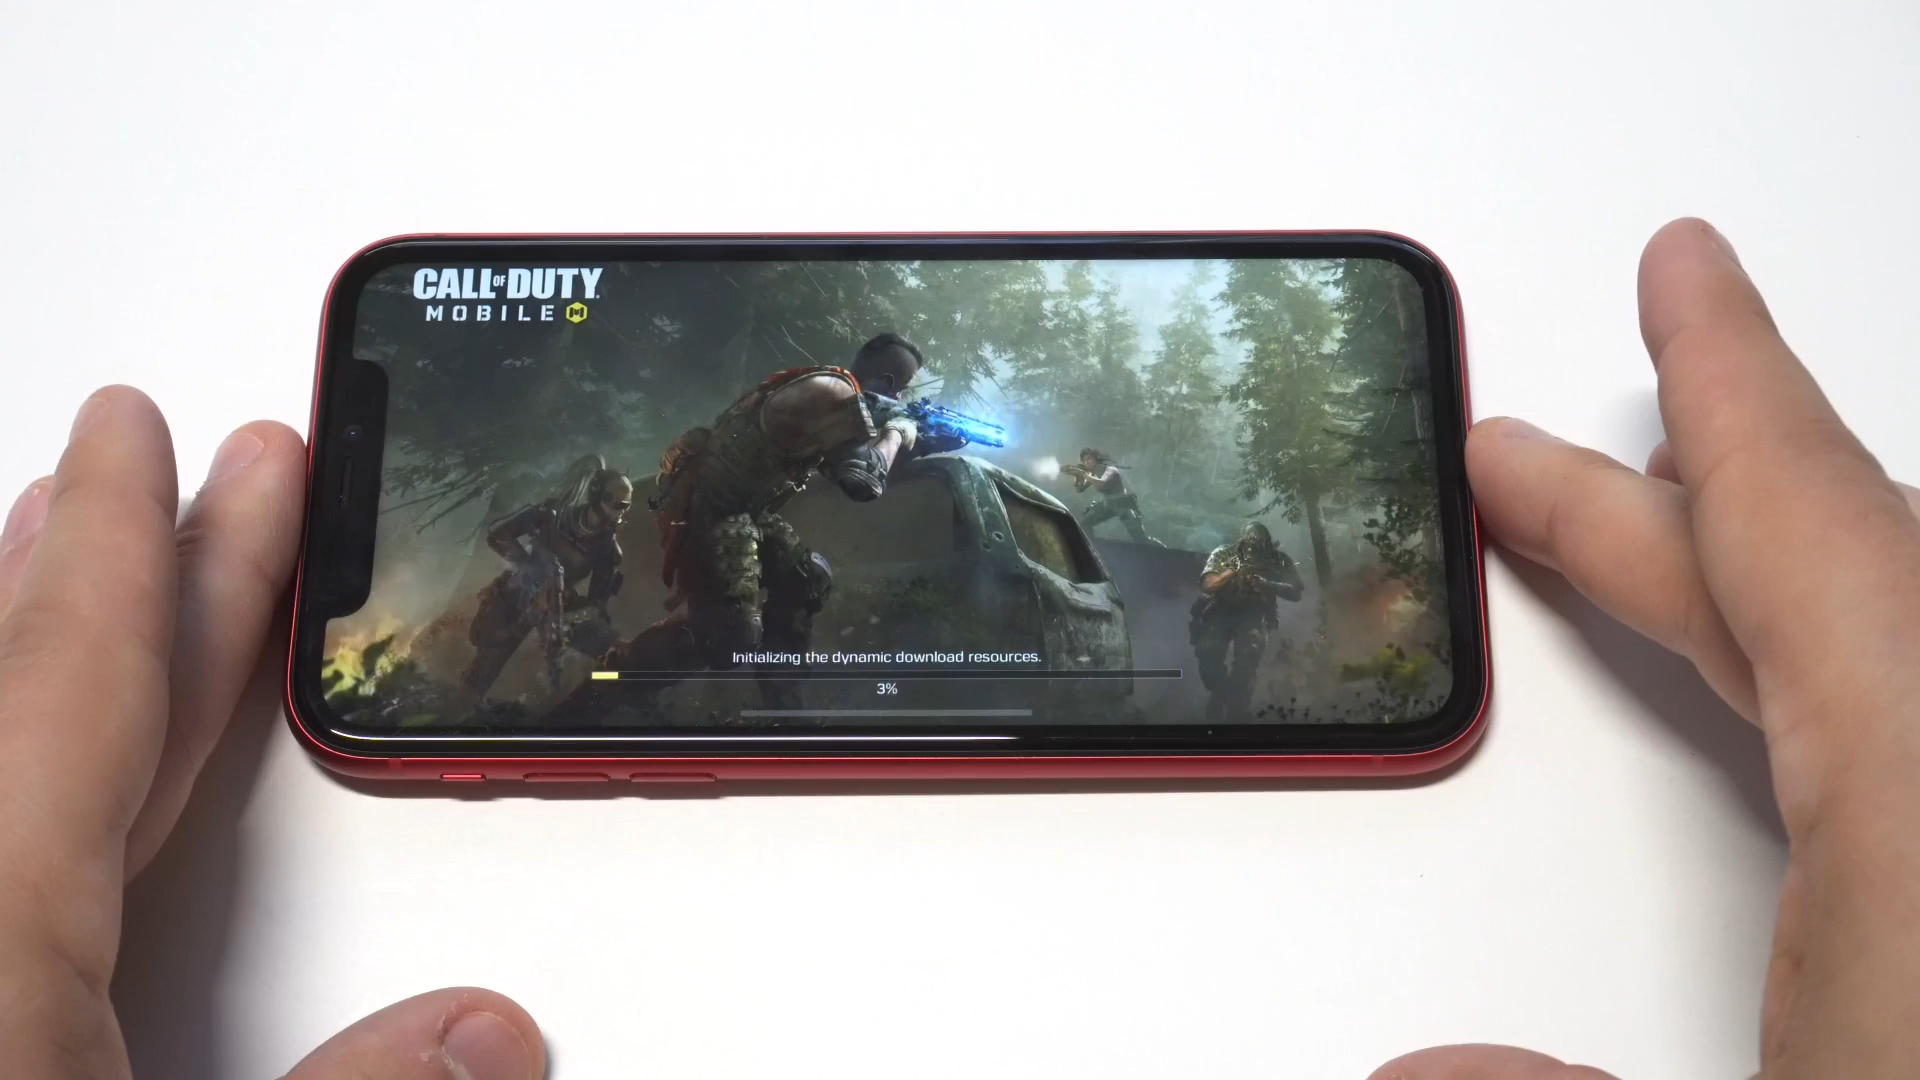 CALL OF DUTY
MOBILE
Initializing the dynamic download resources.
3%